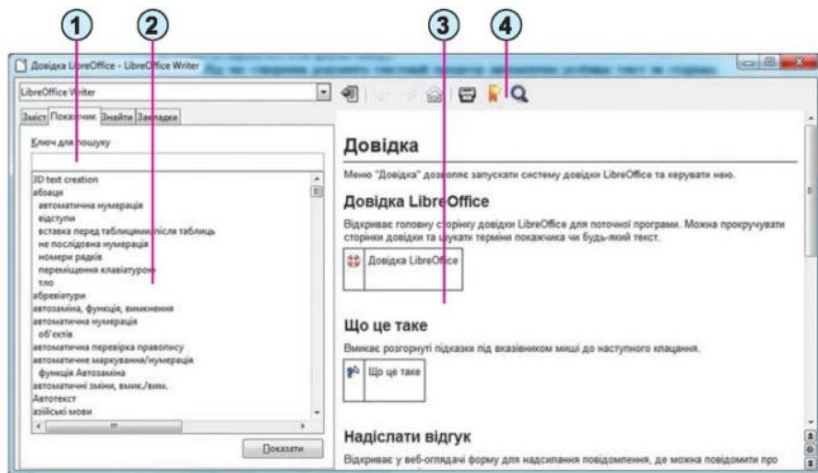 1 2 3 4
Довідка LibreOffice - LibreOffice Writer
LibreOffice Writer
Зміст Покажчик Знайти Закладки
Ключ для пошуку
3D text creation
абзаци
автоматична нумерація
відступи
вставка перед таблицями/після таблиць
не послідовна нумерація
номери рядків
переміщення клавіатурою
тло
абревіатури
автозаміна, функція, вимкнення
автоматична нумерація
об'єктів
автоматична перевірка правопису
автоматичне маркування/нумерація
функція Автозаміна
автоматичні зміни, вмик./вим.
Автотекст
азійські мови
Показати
Довідка
Меню "Довідка" дозволяє запускати систему довідки LibreOffice та керувати нею.
Довідка LibreOffice
Відкриває головну сторінку довідки LibreOffice для поточної програми. Можна прокручувати
сторінки довідки та шукати терміни покажчика чи будь-який текст.
Довідка LibreOffice
Що це таке
Вмикає розгорнуті підказки під вказівником миші до наступного клацання.
Що це таке
Надіслати відгук
Відкриває у веб-оглядачі форму для надсилання повідомлення, де можна повідомити про